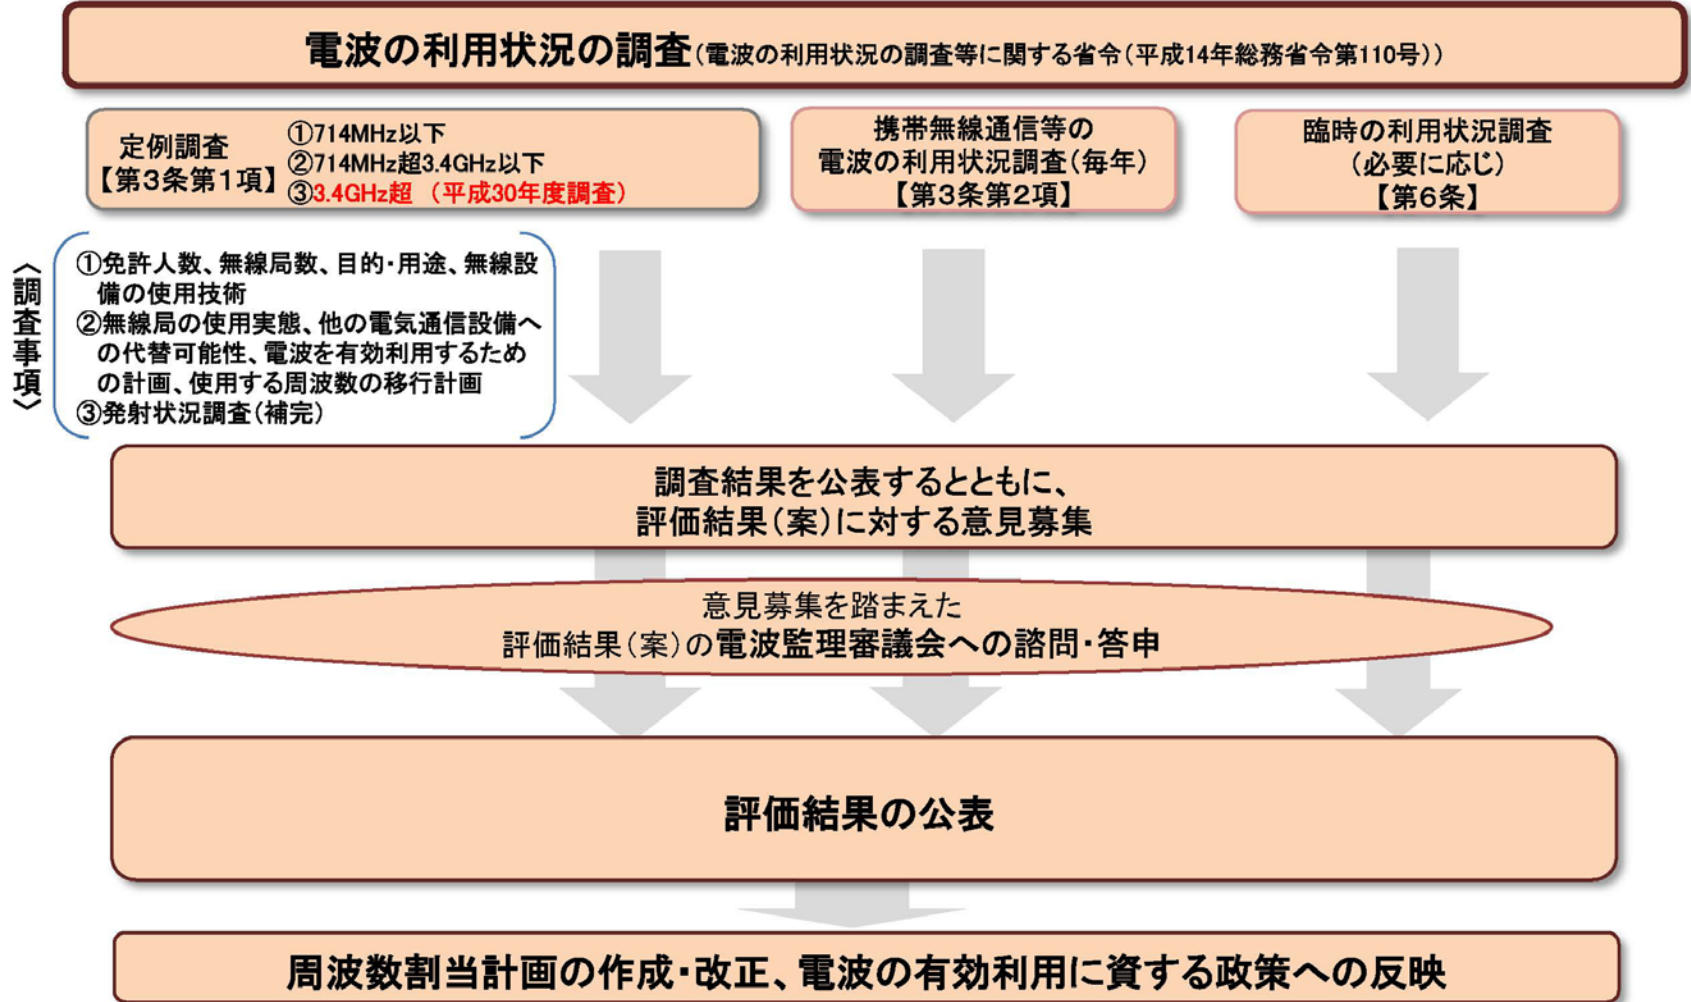 電波の利用状況の調査(電波の利用状況の調査等に関する省令(平成14年総務省令第110号))
定例調査
【第3条第1項】
①714MHz以下
②714MHz超3.4GHz以下
③3.4GHz超 (平成30年度調査)
携帯無線通信等の
電波の利用状況調査(毎年)
【第3条第2項】
臨時の利用状況調査
(必要に応じ)
【第6条】
〈調査事項〉
①免許人数、無線局数、目的・用途、無線設
備の使用技術
②無線局の使用実態、他の電気通信設備へ
の代替可能性、電波を有効利用するため
の計画、使用する周波数の移行計画
③発射状況調査(補完)
調査結果を公表するとともに、
評価結果(案)に対する意見募集
意見募集を踏まえた
評価結果(案)の電波監理審議会への諮問・答申
評価結果の公表
周波数割当計画の作成・改正、電波の有効利用に資する政策への反映